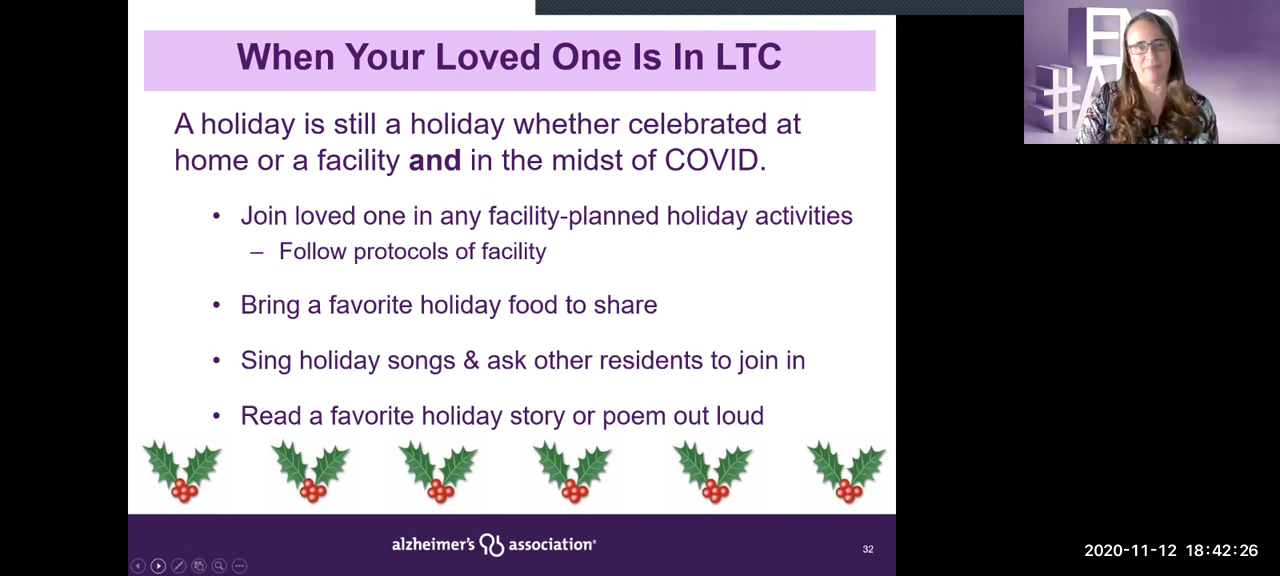 When Your Loved One Is In LTC
A holiday is still a holiday whether celebrated at
home or a facility and in the midst of COVID.
• Join loved one in any facility-planned holiday activities
– Follow protocols of facility
• Bring a favorite holiday food to share
• Sing holiday songs & ask other residents to join in
• Read a favorite holiday story or poem out loud
alzheimer's association®
32
2020-11-12 18:42:26